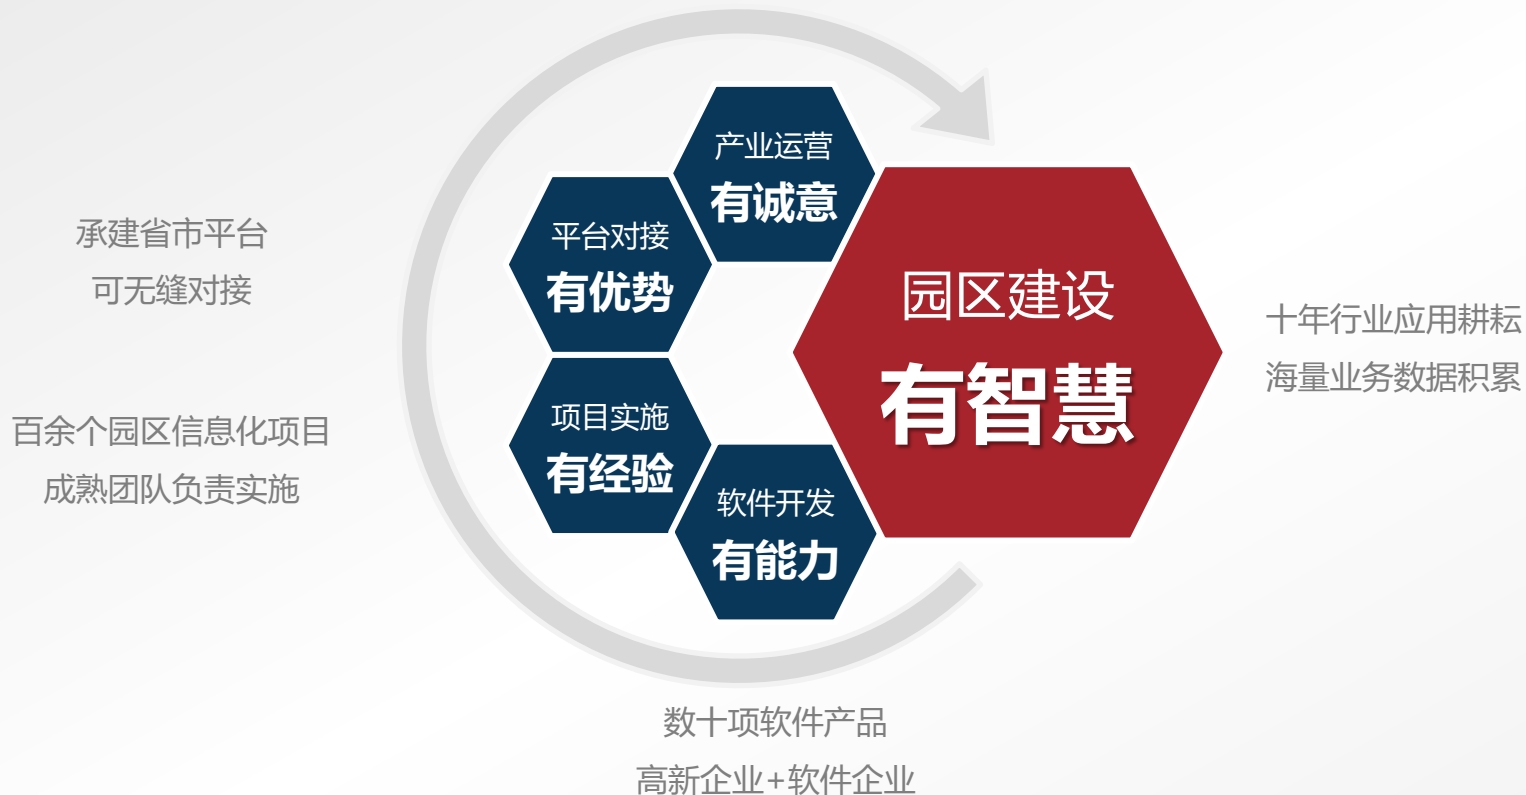 产业运营
有诚意
平台对接
有优势
承建省市平台
可无缝对接
园区建设
有智慧
十年行业应用耕耘
海量业务数据积累
项目实施
有经验
百余个园区信息化项目
成熟团队负责实施
软件开发
有能力
数十项软件产品
高新企业+软件企业